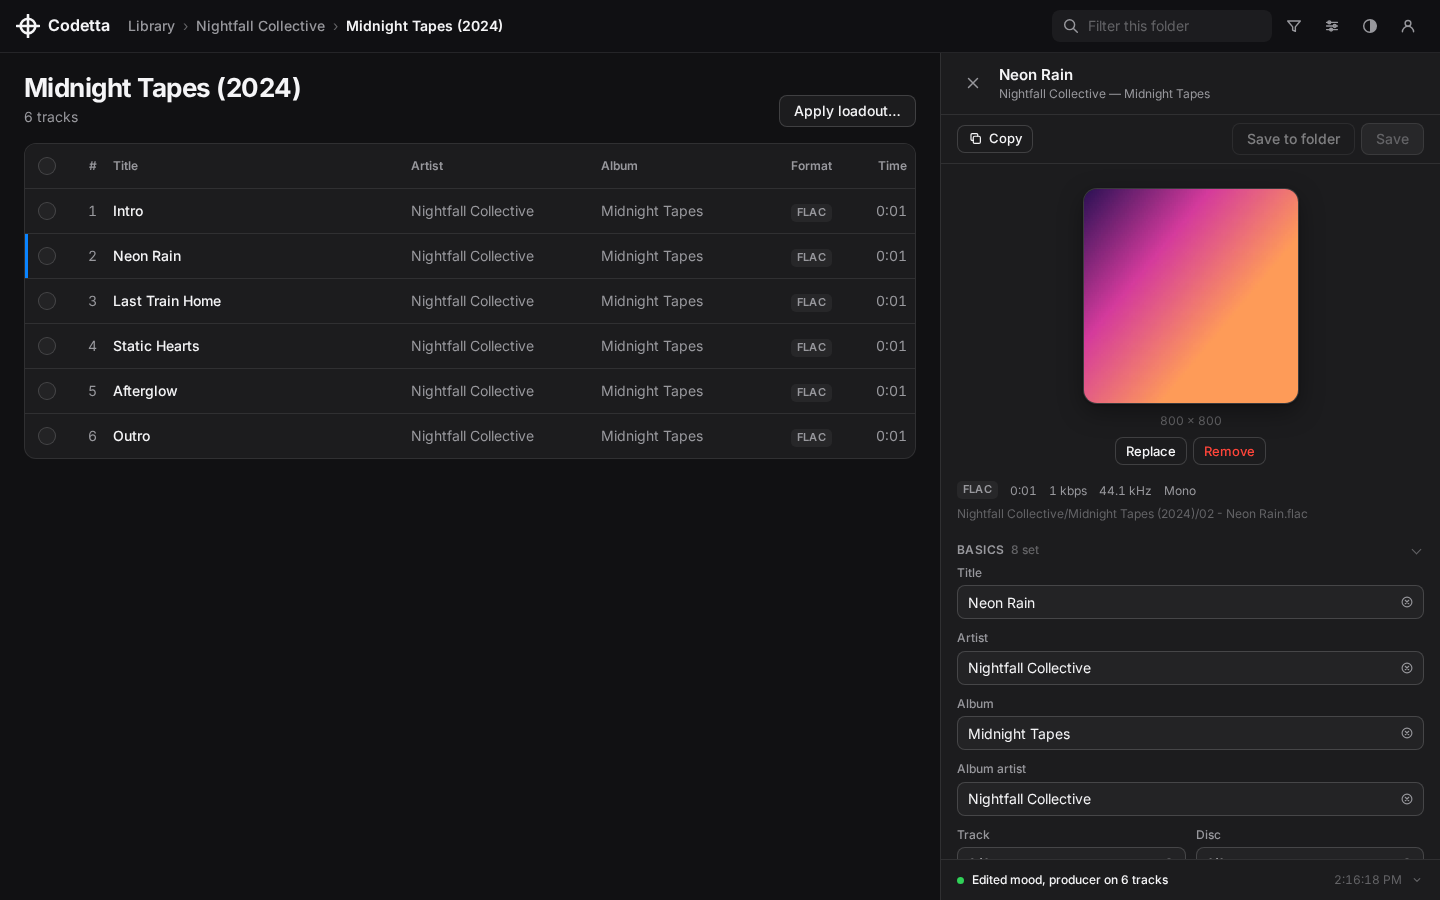 Codetta
Library › Nightfall Collective › Midnight Tapes (2024)
Filter this folder
Midnight Tapes (2024)
6 tracks
Apply loadout...
# Title Artist Album Format Time
1 Intro Nightfall Collective Midnight Tapes FLAC 0:01
2 Neon Rain Nightfall Collective Midnight Tapes FLAC 0:01
3 Last Train Home Nightfall Collective Midnight Tapes FLAC 0:01
4 Static Hearts Nightfall Collective Midnight Tapes FLAC 0:01
5 Afterglow Nightfall Collective Midnight Tapes FLAC 0:01
6 Outro Nightfall Collective Midnight Tapes FLAC 0:01
Neon Rain
Nightfall Collective — Midnight Tapes
Copy Save to folder Save
800 × 800
Replace Remove
FLAC 0:01 1 kbps 44.1 kHz Mono
Nightfall Collective/Midnight Tapes (2024)/02 - Neon Rain.flac
BASICS 8 set
Title
Neon Rain
Artist
Nightfall Collective
Album
Midnight Tapes
Album artist
Nightfall Collective
Track Disc
Edited mood, producer on 6 tracks 2:16:18 PM